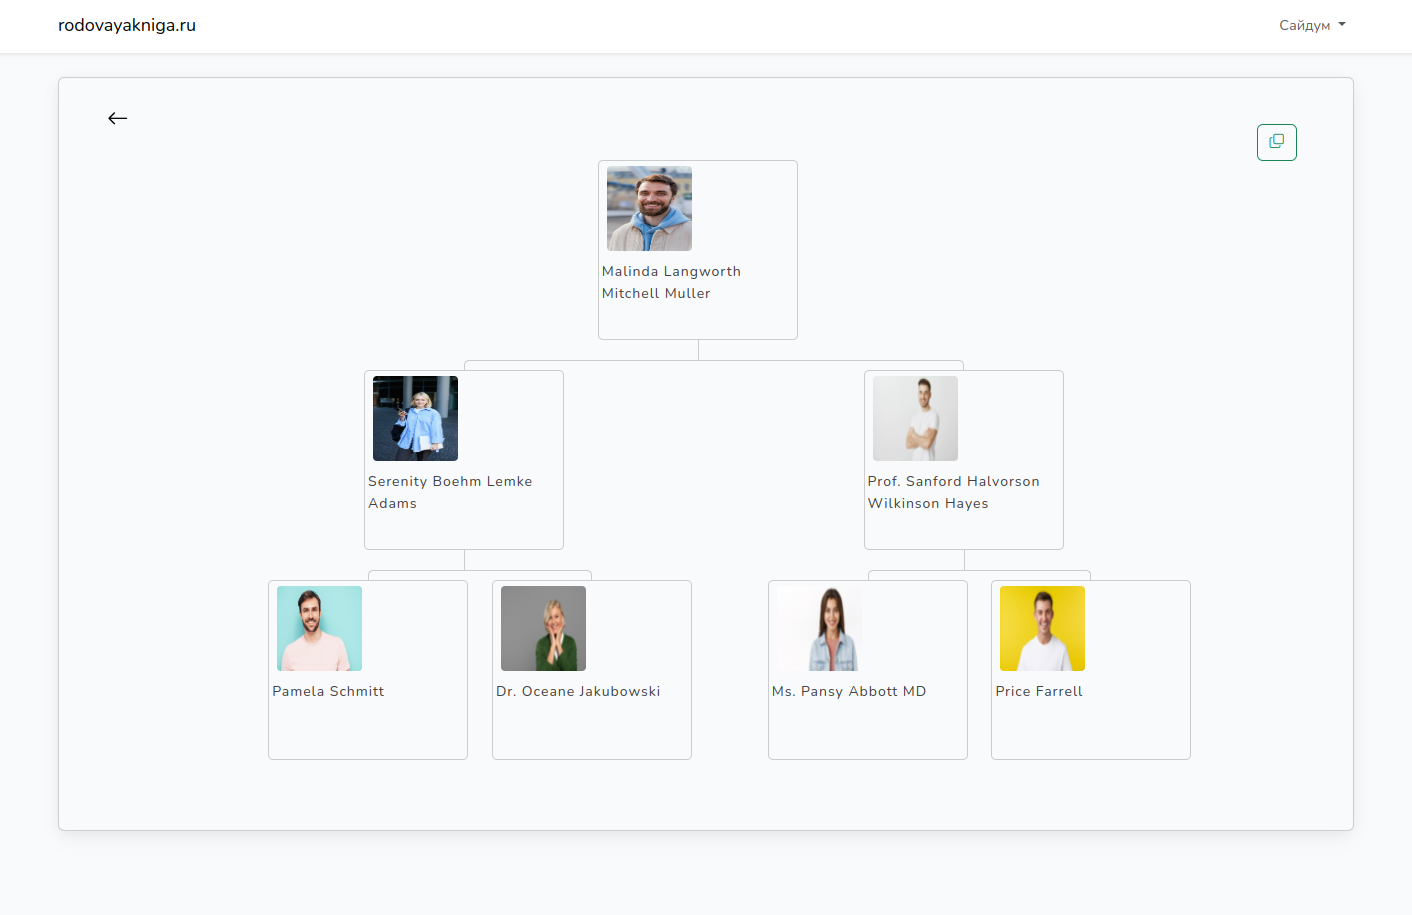 rodovayakniga.ru
Сайдум
Malinda Langworth
Mitchell Muller
Serenity Boehm Lemke
Adams
Prof. Sanford Halvorson
Wilkinson Hayes
Pamela Schmitt
Dr. Oceane Jakubowski
Ms. Pansy Abbott MD
Price Farrell